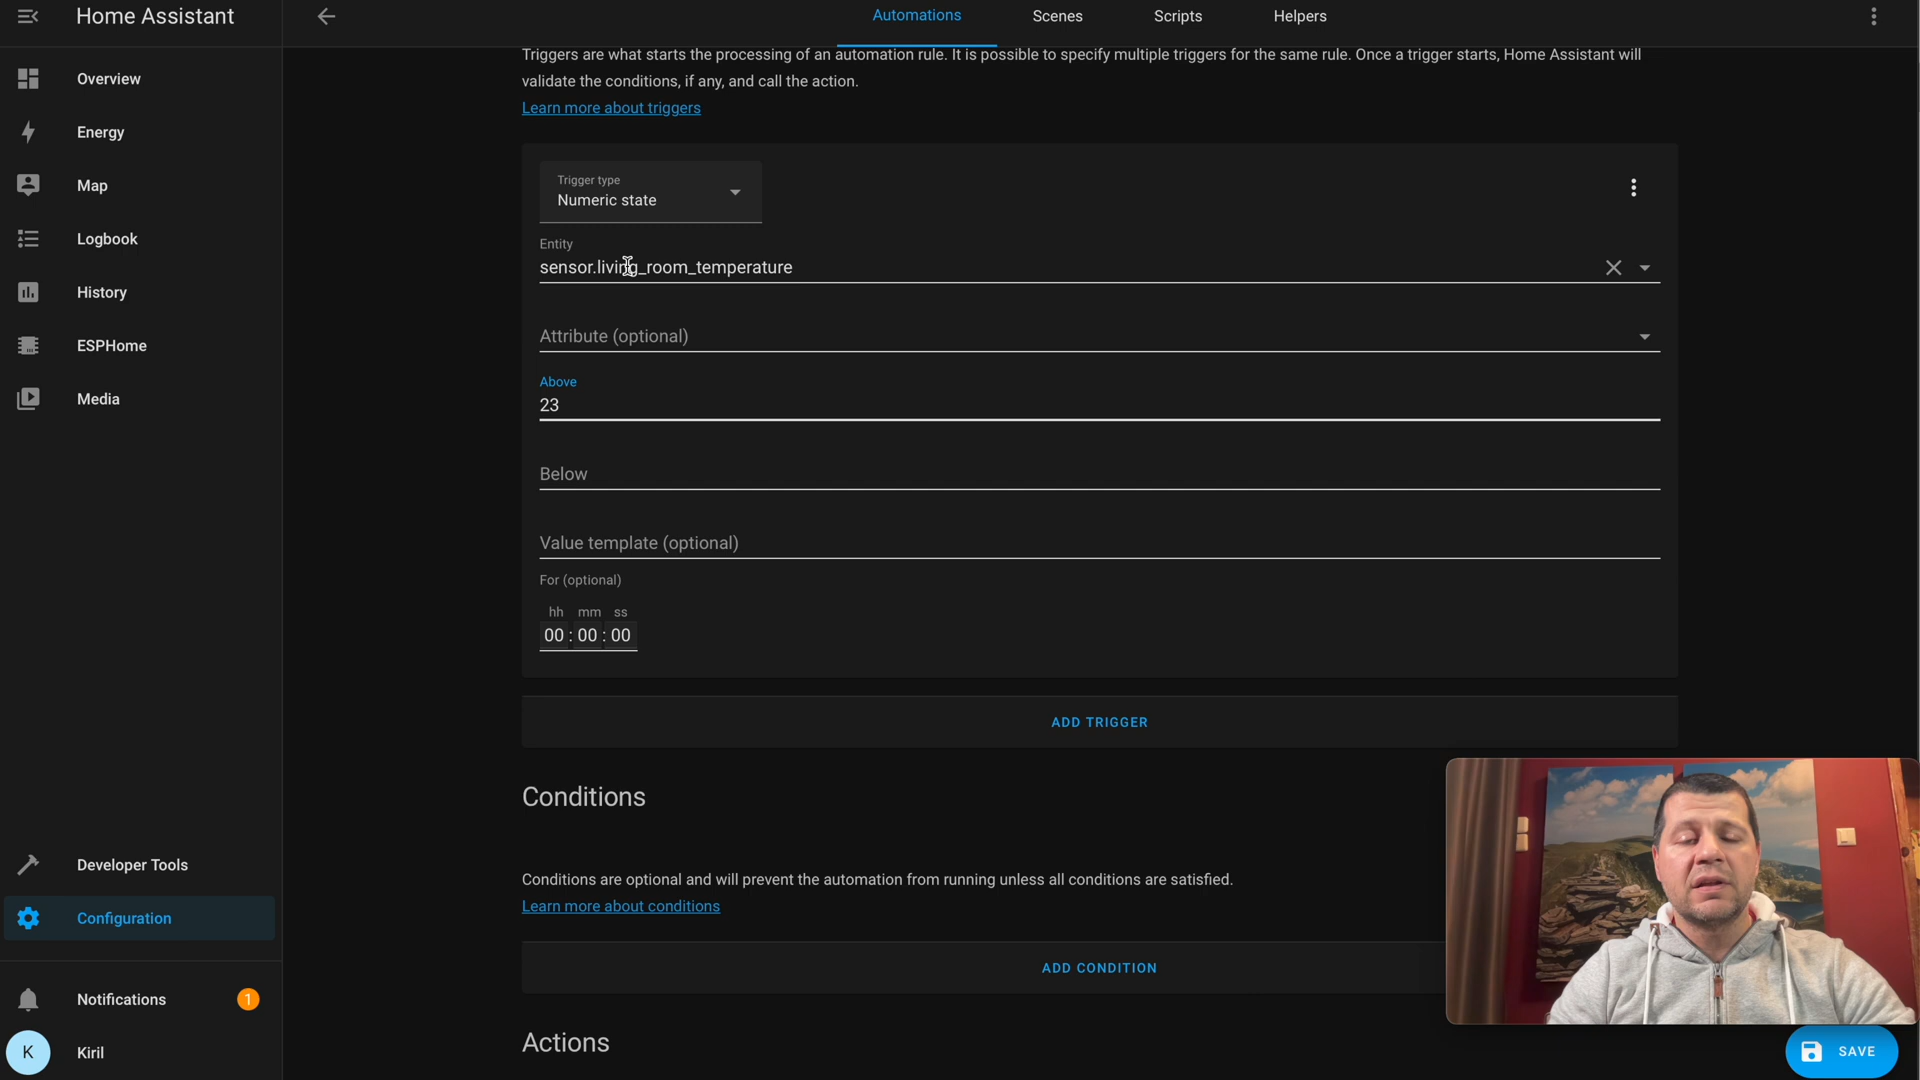 Home Assistant
Automations
Scenes
Scripts
Helpers
Overview
Energy
Map
Logbook
History
ESPHome
Media
Developer Tools
Configuration
Notifications
1
K
Kiril
Triggers are what starts the processing of an automation rule. It is possible to specify multiple triggers for the same rule. Once a trigger starts, Home Assistant will
validate the conditions, if any, and call the action.
Learn more about triggers
Trigger type
Numeric state
Entity
sensor.living_room_temperature
Attribute (optional)
Above
23
Below
Value template (optional)
For (optional)
hh mm ss
00 : 00 : 00
ADD TRIGGER
Conditions
Conditions are optional and will prevent the automation from running unless all conditions are satisfied.
Learn more about conditions
ADD CONDITION
Actions
SAVE